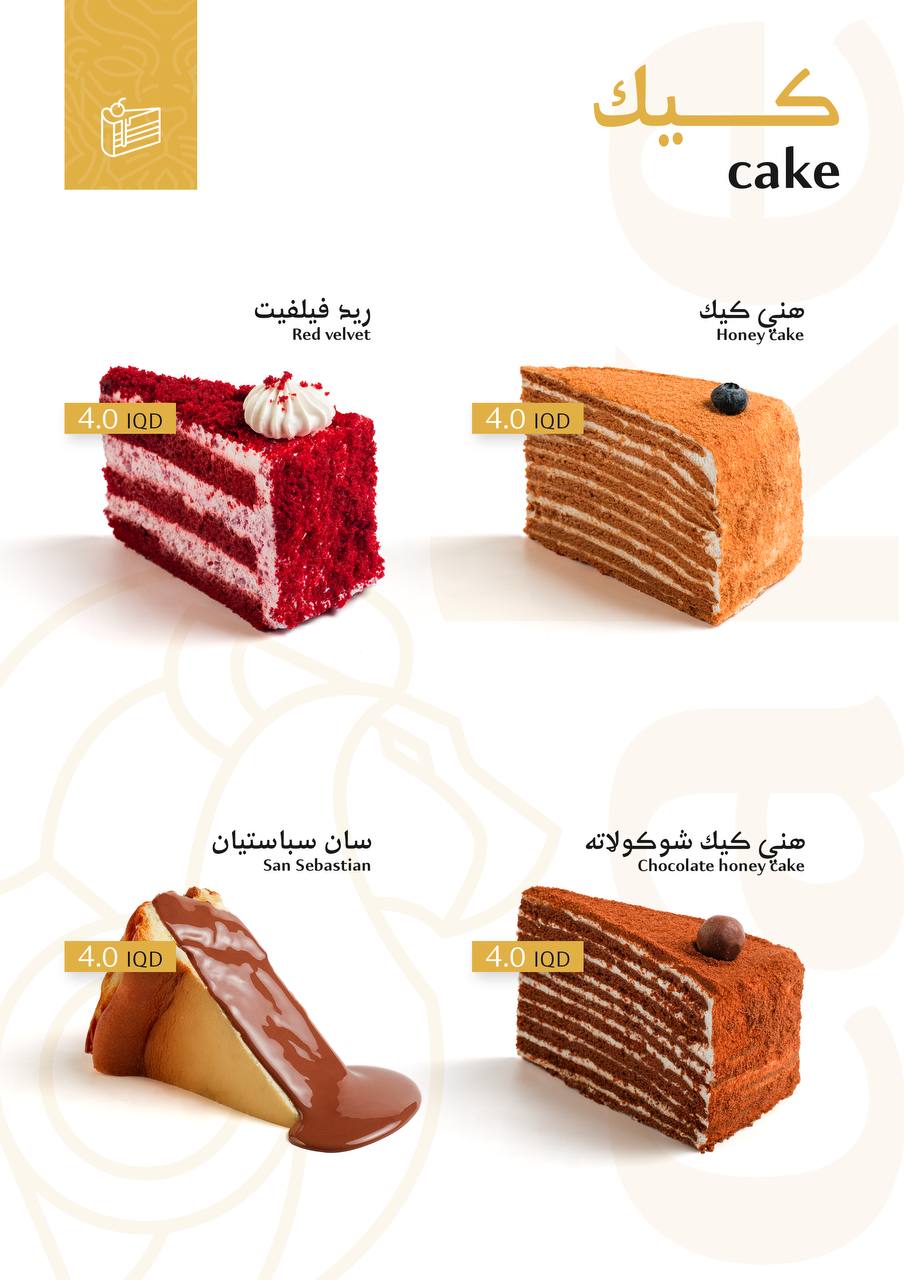 كـــيك
cake
ريد فيلفيت
Red velvet
4.0 IQD
هني كيك
Honey cake
4.0 IQD
سان سباستيان
San Sebastian
4.0 IQD
هني كيك شوكولاته
Chocolate honey cake
4.0 IQD
cake